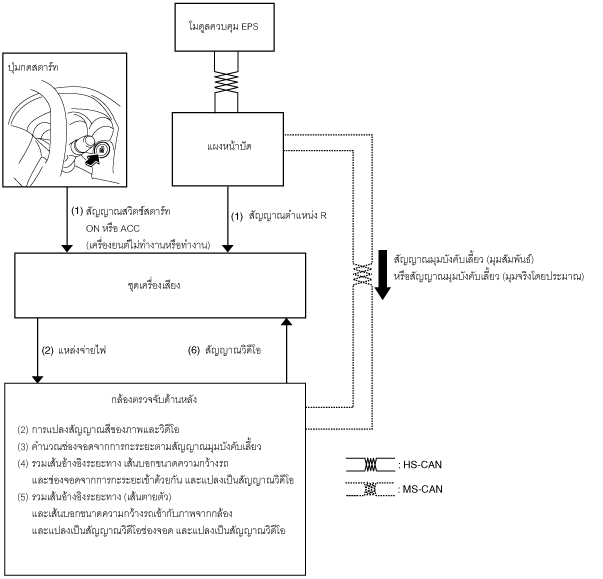 โมดูลควบคุม EPS
ปุ่มกดสตาร์ท
แผงหน้าปัด
(1) สัญญาณสวิตช์สตาร์ท
ON หรือ ACC
(เครื่องยนต์ไม่ทำงานหรือทำงาน)
(1) สัญญาณตำแหน่ง R
สัญญาณมุมบังคับเลี้ยว (มุมสัมพันธ์)
หรือสัญญาณมุมบังคับเลี้ยว (มุมจริงโดยประมาณ)
ชุดเครื่องเสียง
(2) แหล่งจ่ายไฟ
(6) สัญญาณวิดีโอ
กล้องตรวจจับด้านหลัง
(2) การแปลงสัญญาณสีของภาพและวิดีโอ
(3) คำนวณช่องจอดจากการกะระยะตามสัญญาณมุมบังคับเลี้ยว
(4) รวมเส้นอ้างอิงระยะทาง เส้นบอกขนาดความกว้างรถ
และช่องจอดจากการกะระยะเข้าด้วยกัน และแปลงเป็นสัญญาณวิดีโอ
(5) รวมเส้นอ้างอิงระยะทาง (เส้นตายตัว)
และเส้นบอกขนาดความกว้างรถเข้ากับภาพจากกล้อง
และแปลงเป็นสัญญาณวิดีโอช่องจอด และแปลงเป็นสัญญาณวิดีโอ
: HS-CAN
: MS-CAN